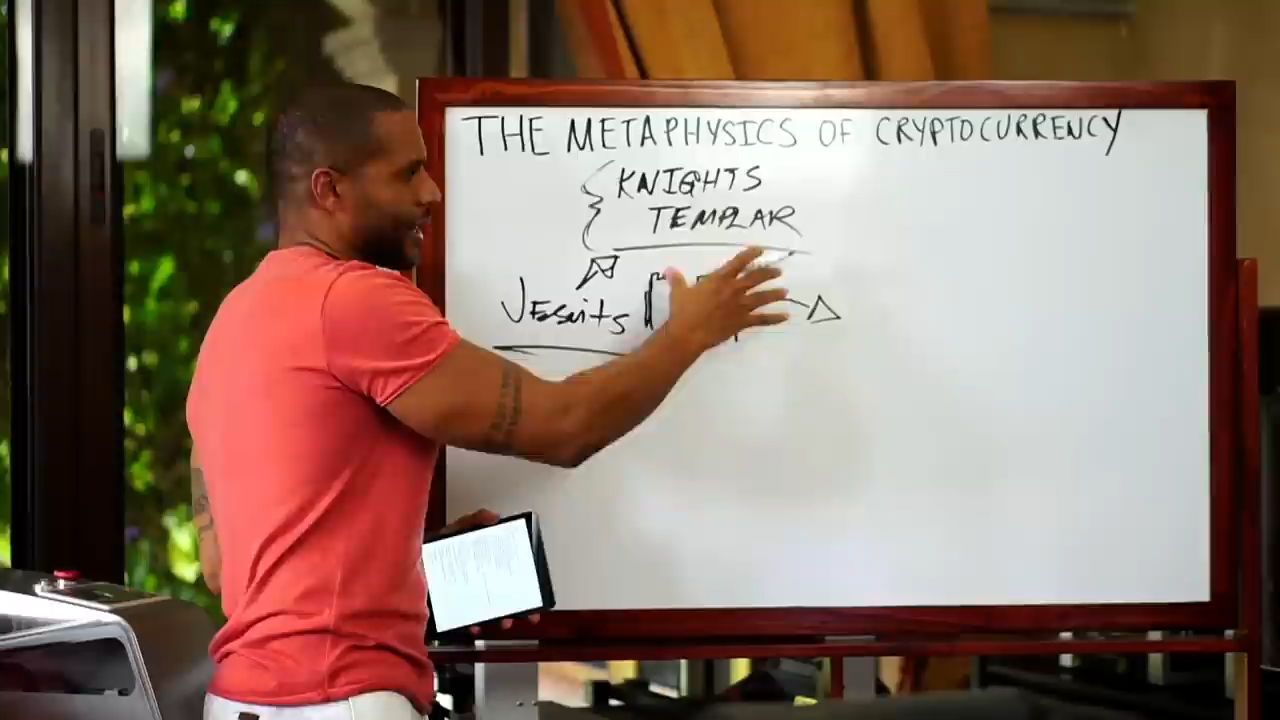 THE METAPHYSICS OF CRYPTOCURRENCY
KNIGHTS
TEMPLAR
JEsuits